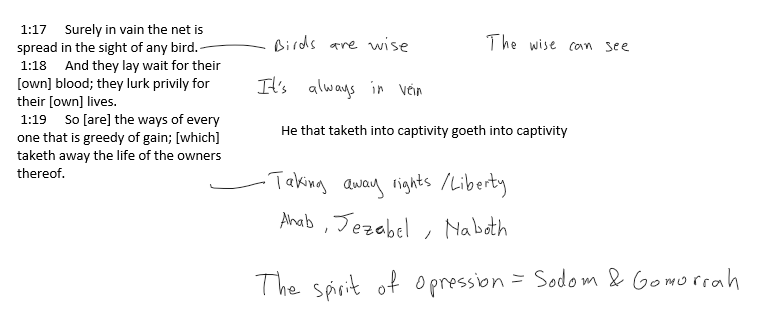 1:17 Surely in vain the net is
spread in the sight of any bird.
1:18 And they lay wait for their
[own] blood; they lurk privily for
their [own] lives.
1:19 So [are] the ways of every
one that is greedy of gain; [which]
taketh away the life of the owners
thereof.
Birds are wise
The wise can see
It's always in vein
He that taketh into captivity goeth into captivity
Taking away rights /Liberty
Ahab, Jezabel, Naboth
The spirit of opression = Sodom & Gomorrah